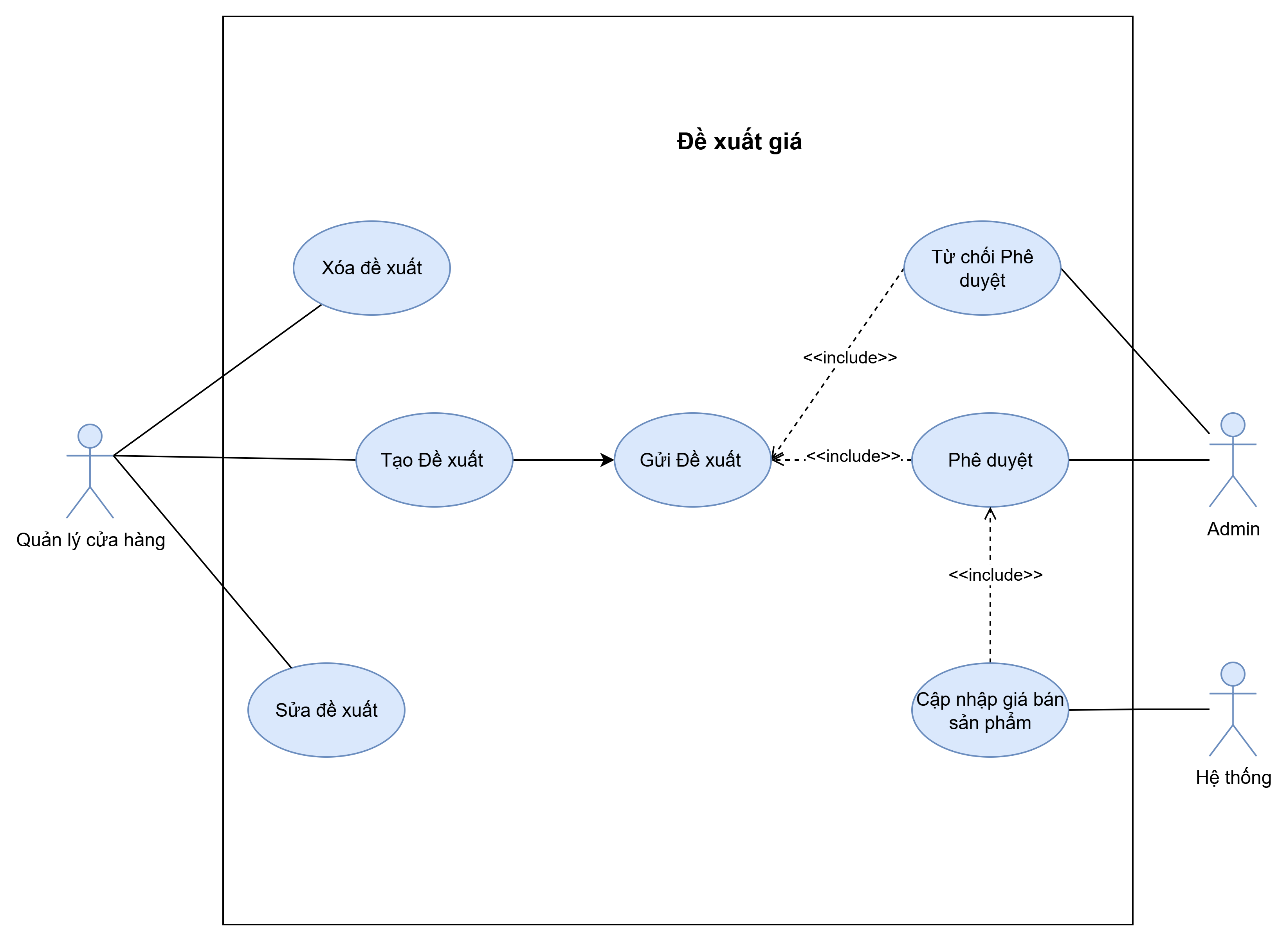 Đề xuất giá
Xóa đề xuất
Từ chối Phê
duyệt
<<include>>
Tạo Đề xuất
Gửi Đề xuất
<<include>>
Phê duyệt
Quản lý cửa hàng
Admin
<<include>>
Sửa đề xuất
Cập nhập giá bán
sản phẩm
Hệ thống